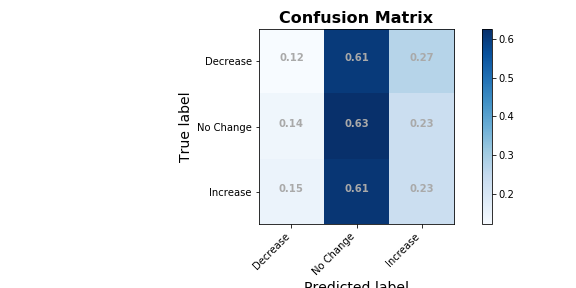 Confusion Matrix
True label
Decrease 0.12 0.61 0.27
No Change 0.14 0.63 0.23
Increase 0.15 0.61 0.23
Decrease No Change Increase
Predicted label
0.6
0.5
0.4
0.3
0.2